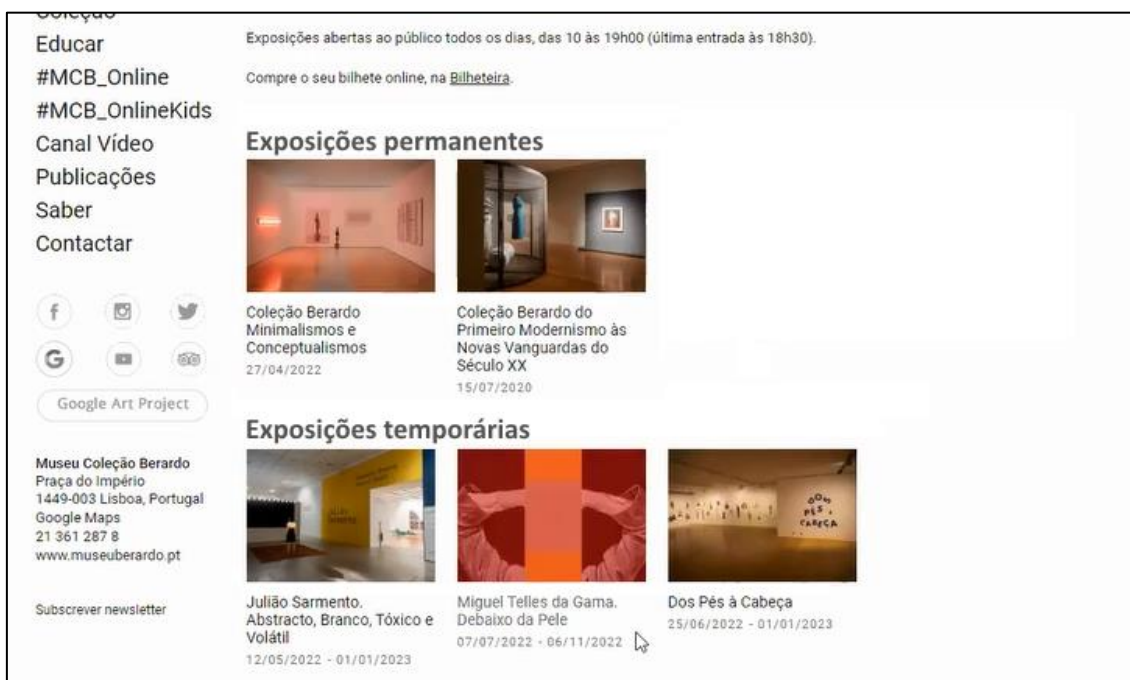 Coleção
Educar
#MCB_Online
#MCB_OnlineKids
Canal Vídeo
Publicações
Saber
Contactar
Google Art Project
Museu Coleção Berardo
Praça do Império
1449-003 Lisboa, Portugal
Google Maps
21 361 287 8
www.museuberardo.pt
Subscrever newsletter
Exposições abertas ao público todos os dias, das 10 às 19h00 (última entrada às 18h30).
Compre o seu bilhete online, na Bilheteira.
Exposições permanentes
Coleção Berardo
Minimalismos e
Conceptualismos
27/04/2022
Coleção Berardo do
Primeiro Modernismo às
Novas Vanguardas do
Século XX
15/07/2020
Exposições temporárias
Julião Sarmento.
Abstracto, Branco, Tóxico e
Volátil
12/05/2022 - 01/01/2023
Miguel Telles da Gama.
Debaixo da Pele
07/07/2022 - 06/11/2022
DOS
PÉS À
CABEÇA
Dos Pés à Cabeça
25/06/2022 - 01/01/2023